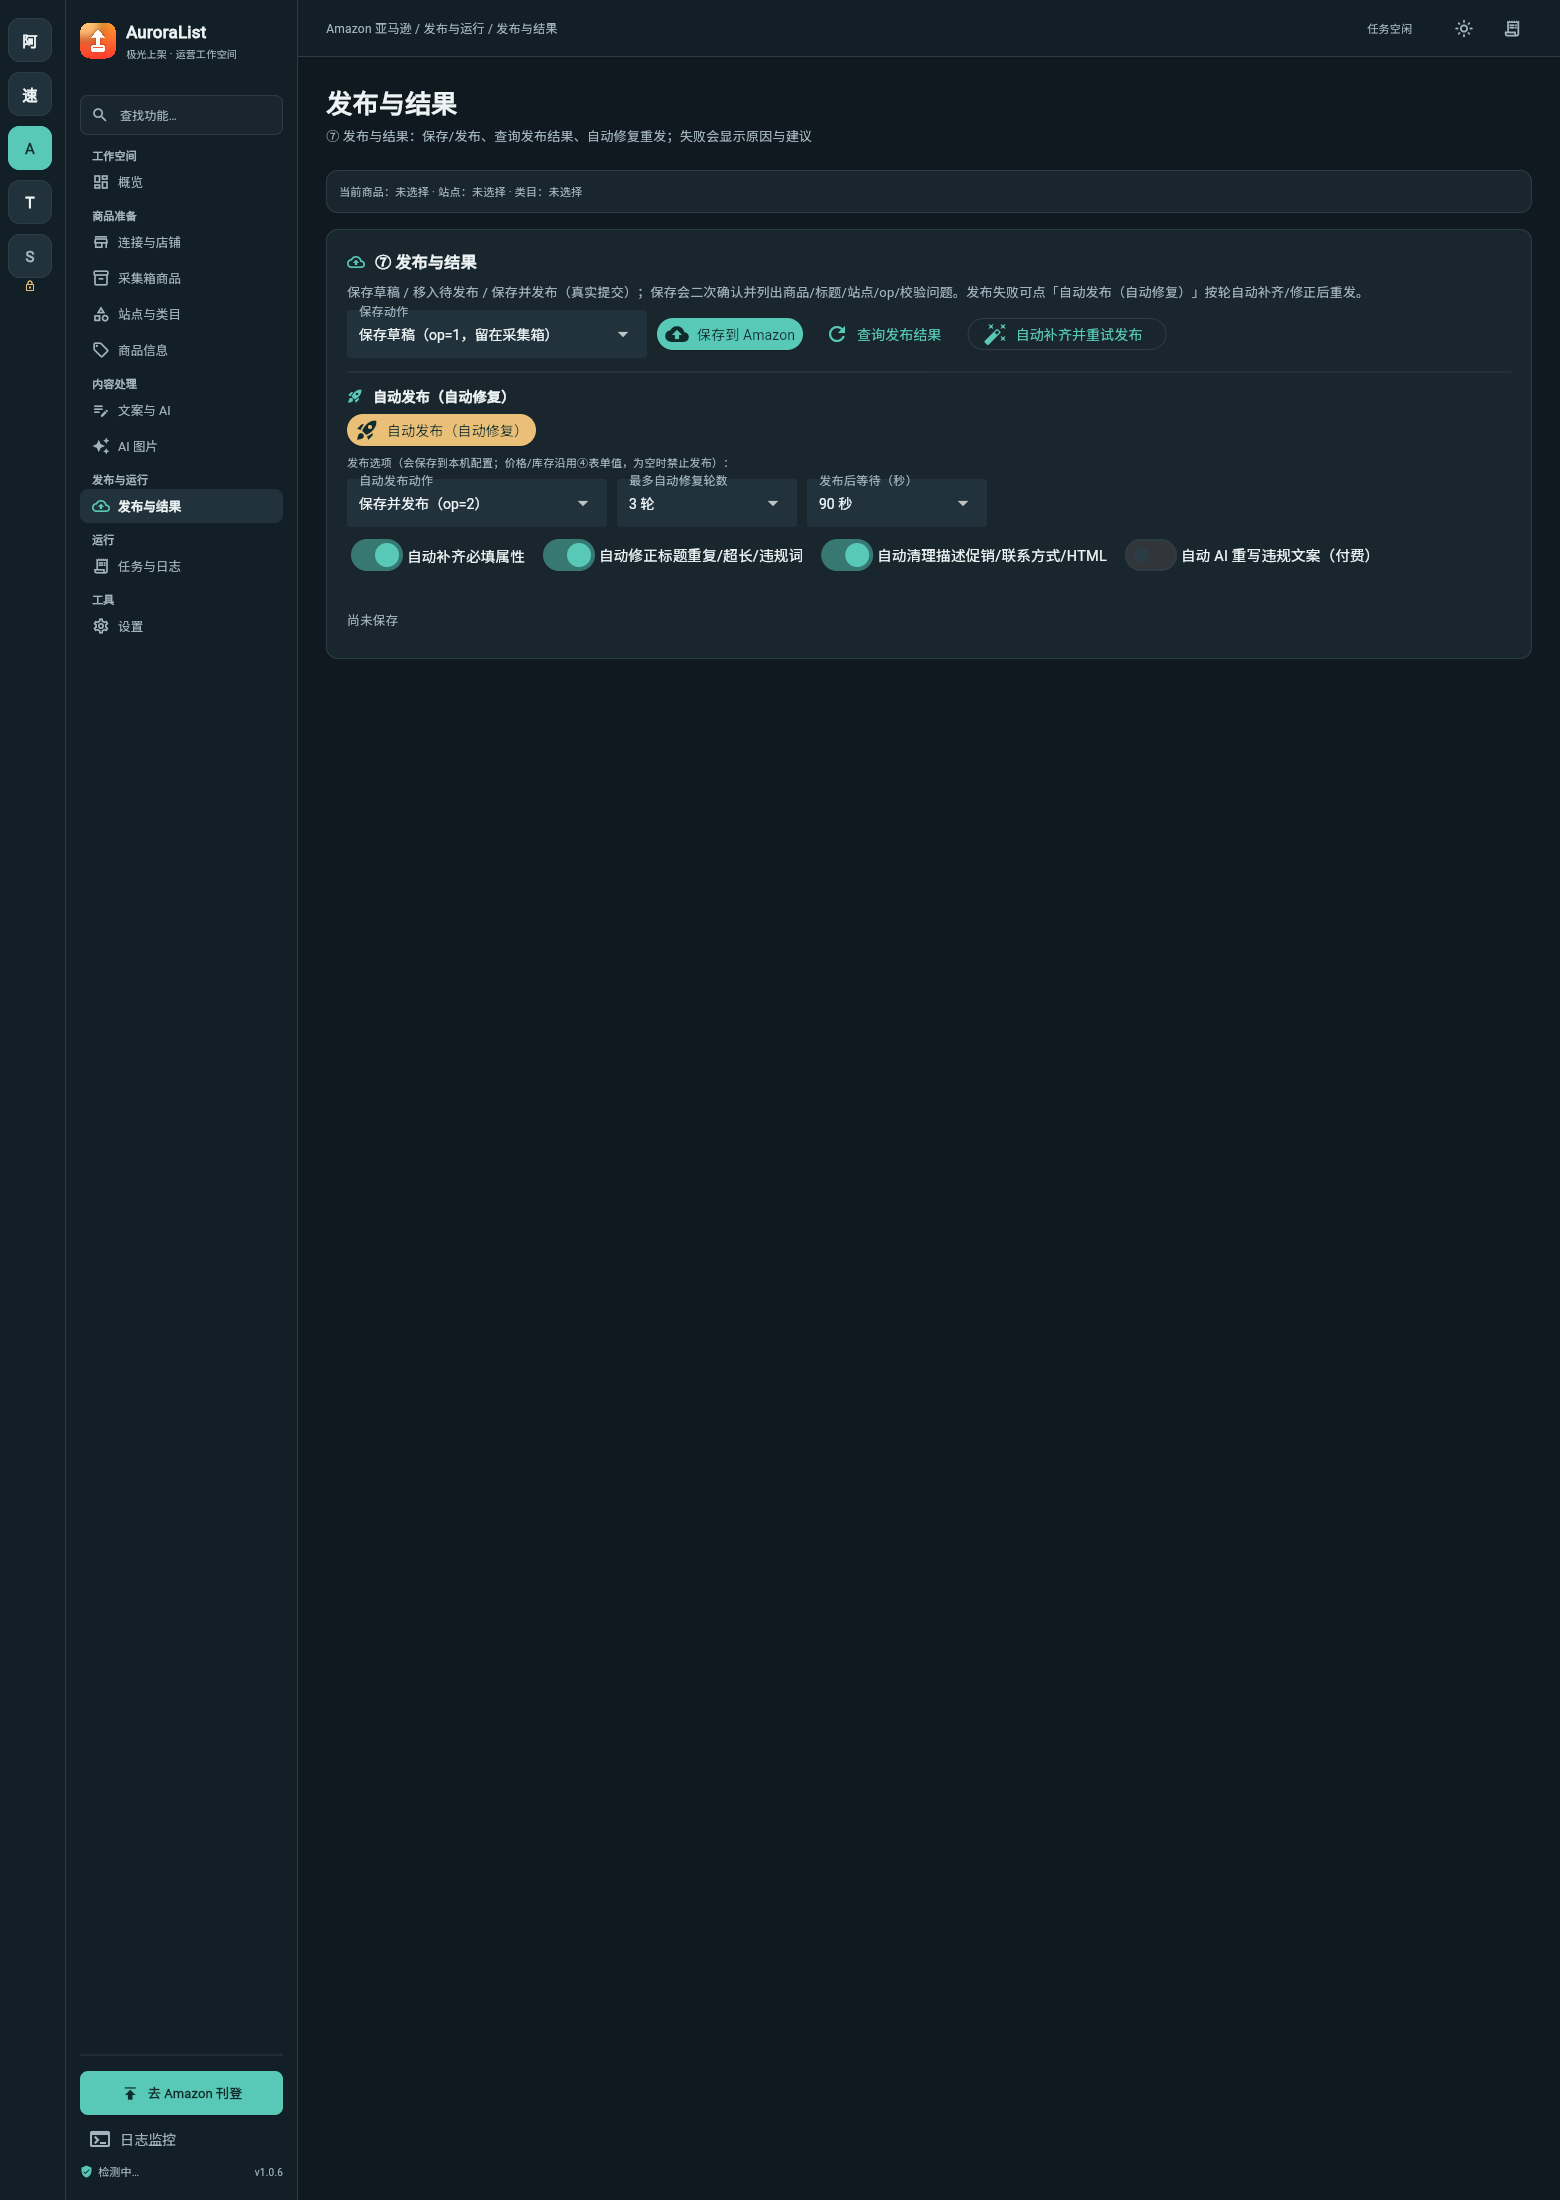 阿
速
A
T
S
AuroraList
极光上架 · 运营工作空间
查找功能...
工作空间
概览
商品准备
连接与店铺
采集箱商品
站点与类目
商品信息
内容处理
文案与 AI
AI 图片
发布与运行
发布与结果
运行
任务与日志
工具
设置
去 Amazon 刊登
日志监控
检测中...
v1.0.6
Amazon 亚马逊 / 发布与运行 / 发布与结果
任务空闲
发布与结果
⑦ 发布与结果：保存/发布、查询发布结果、自动修复重发；失败会显示原因与建议
当前商品：未选择 · 站点：未选择 · 类目：未选择
⑦ 发布与结果
保存草稿 / 移入待发布 / 保存并发布（真实提交）；保存会二次确认并列出商品/标题/站点/op/校验问题。发布失败可点「自动发布（自动修复）」按轮自动补齐/修正后重发。
保存动作
保存草稿（op=1，留在采集箱）
保存到 Amazon
查询发布结果
自动补齐并重试发布
自动发布（自动修复）
自动发布（自动修复）
发布选项（会保存到本机配置；价格/库存沿用④表单值，为空时禁止发布）：
自动发布动作
保存并发布（op=2）
最多自动修复轮数
3 轮
发布后等待（秒）
90 秒
自动补齐必填属性
自动修正标题重复/超长/违规词
自动清理描述促销/联系方式/HTML
自动 AI 重写违规文案（付费）
尚未保存